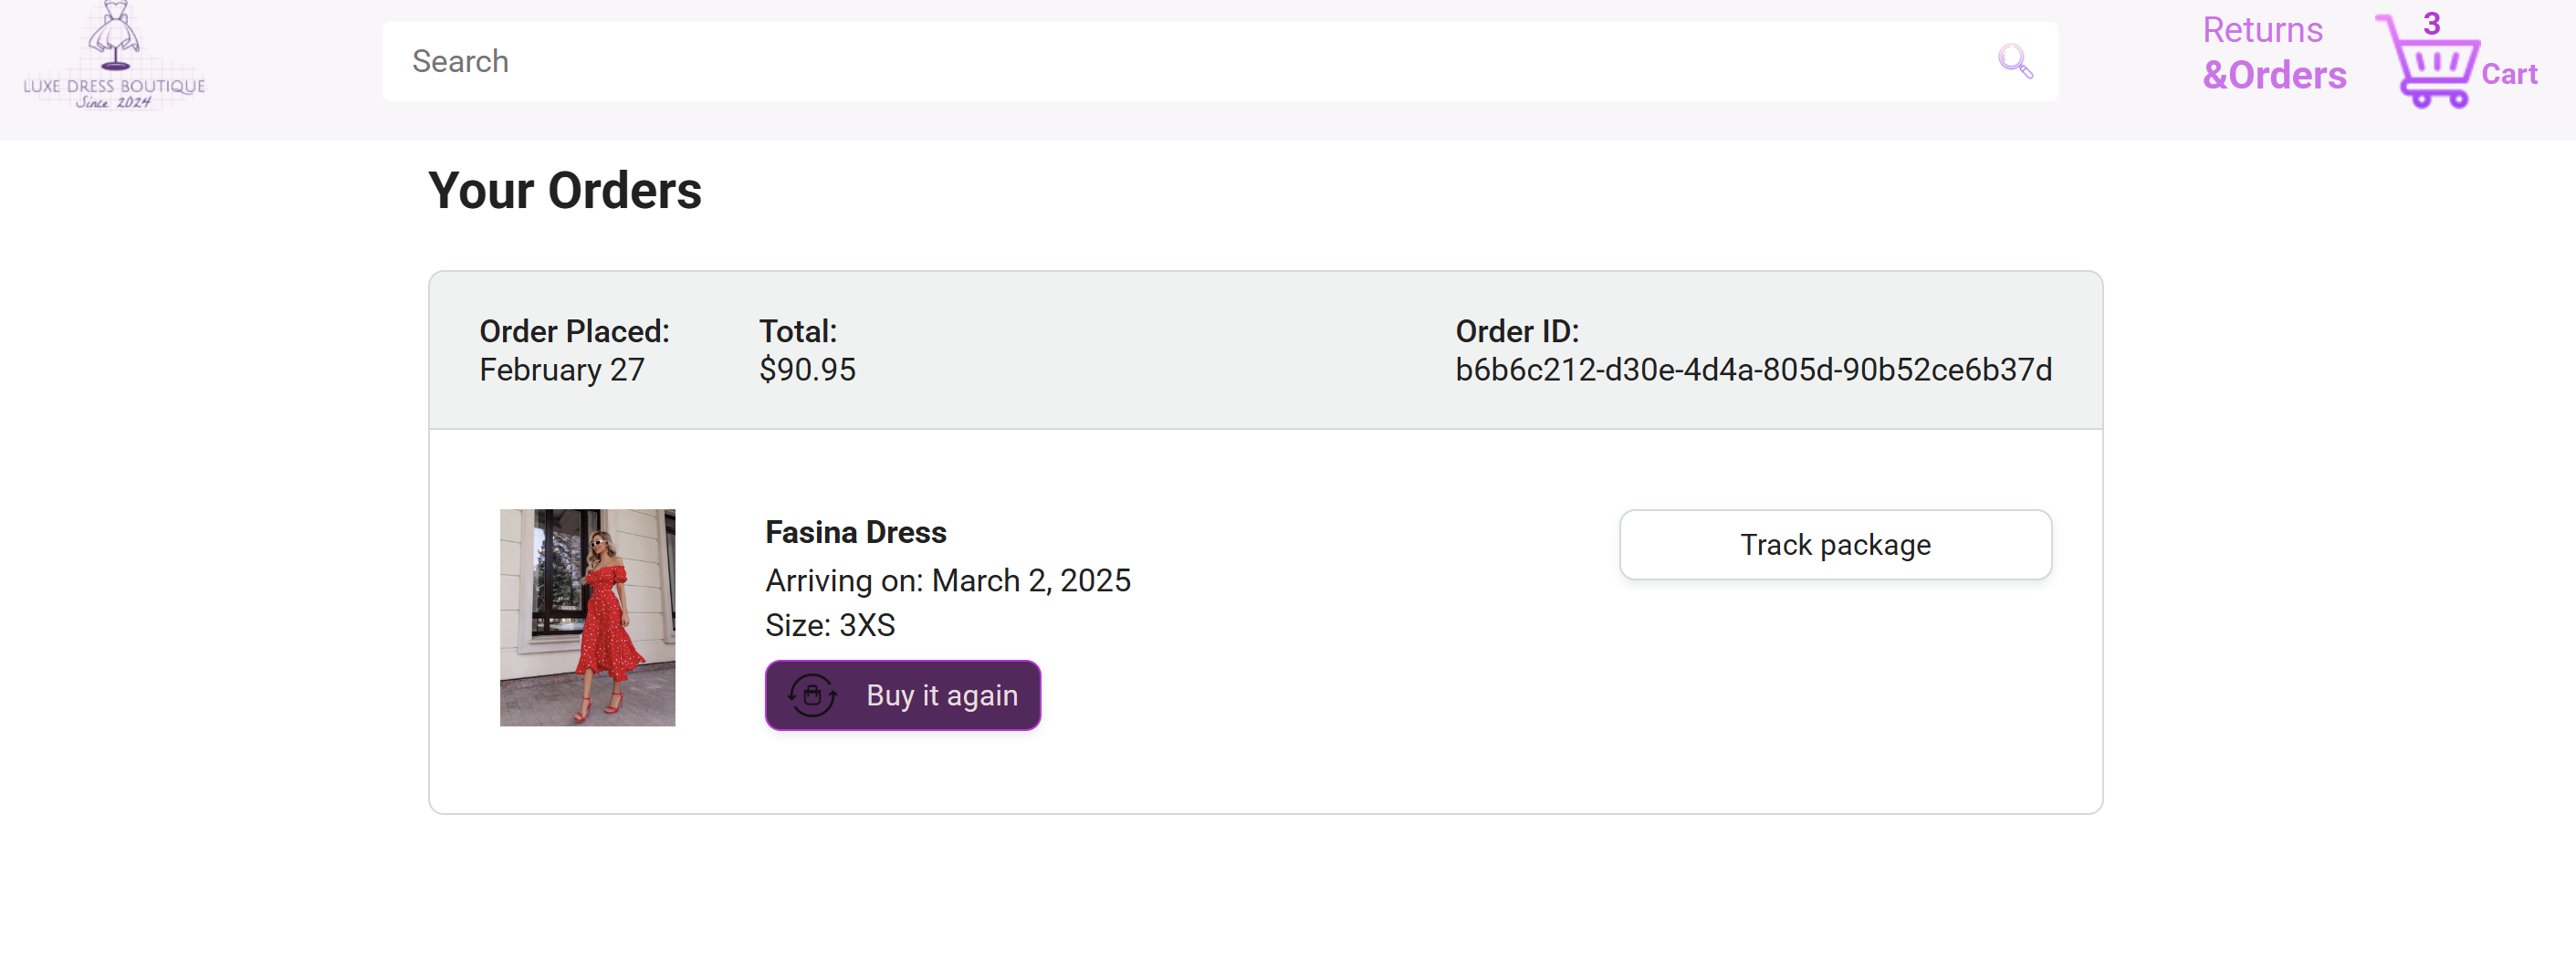 LUXE DRESS BOUTIQUE
Since 2024
Search
Returns
&Orders
3
Cart
Your Orders
Order Placed:
February 27
Total:
$90.95
Order ID:
b6b6c212-d30e-4d4a-805d-90b52ce6b37d
Fasina Dress
Arriving on: March 2, 2025
Size: 3XS
Buy it again
Track package